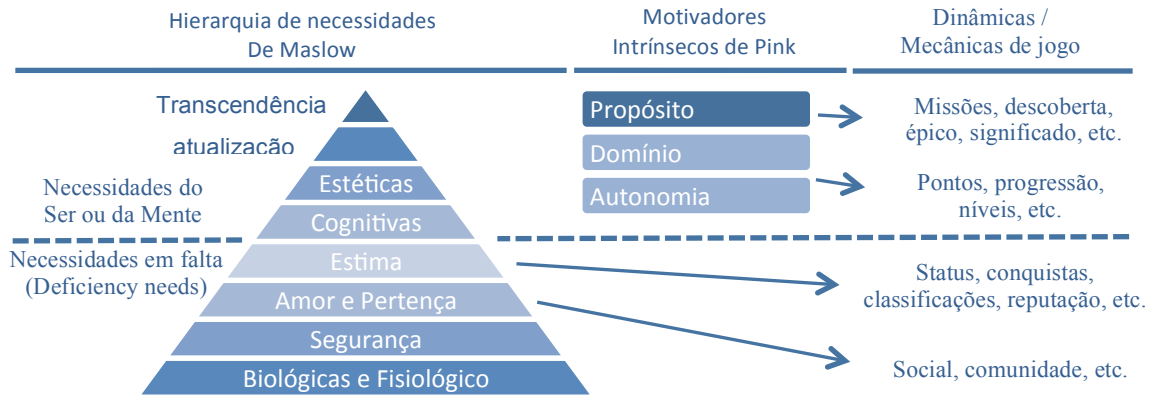 Hierarquia de necessidades
De Maslow
Motivadores
Intrínsecos de Pink
Dinâmicas /
Mecânicas de jogo
Transcendência
atualização
Estéticas
Cognitivas
Necessidades do
Ser ou da Mente
Necessidades em falta
(Deficiency needs)
Estima
Amor e Pertença
Segurança
Biológicas e Fisiológico
Propósito
Domínio
Autonomia
Missões, descoberta,
épico, significado, etc.
Pontos, progressão,
níveis, etc.
Status, conquistas,
classificações, reputação, etc.
Social, comunidade, etc.